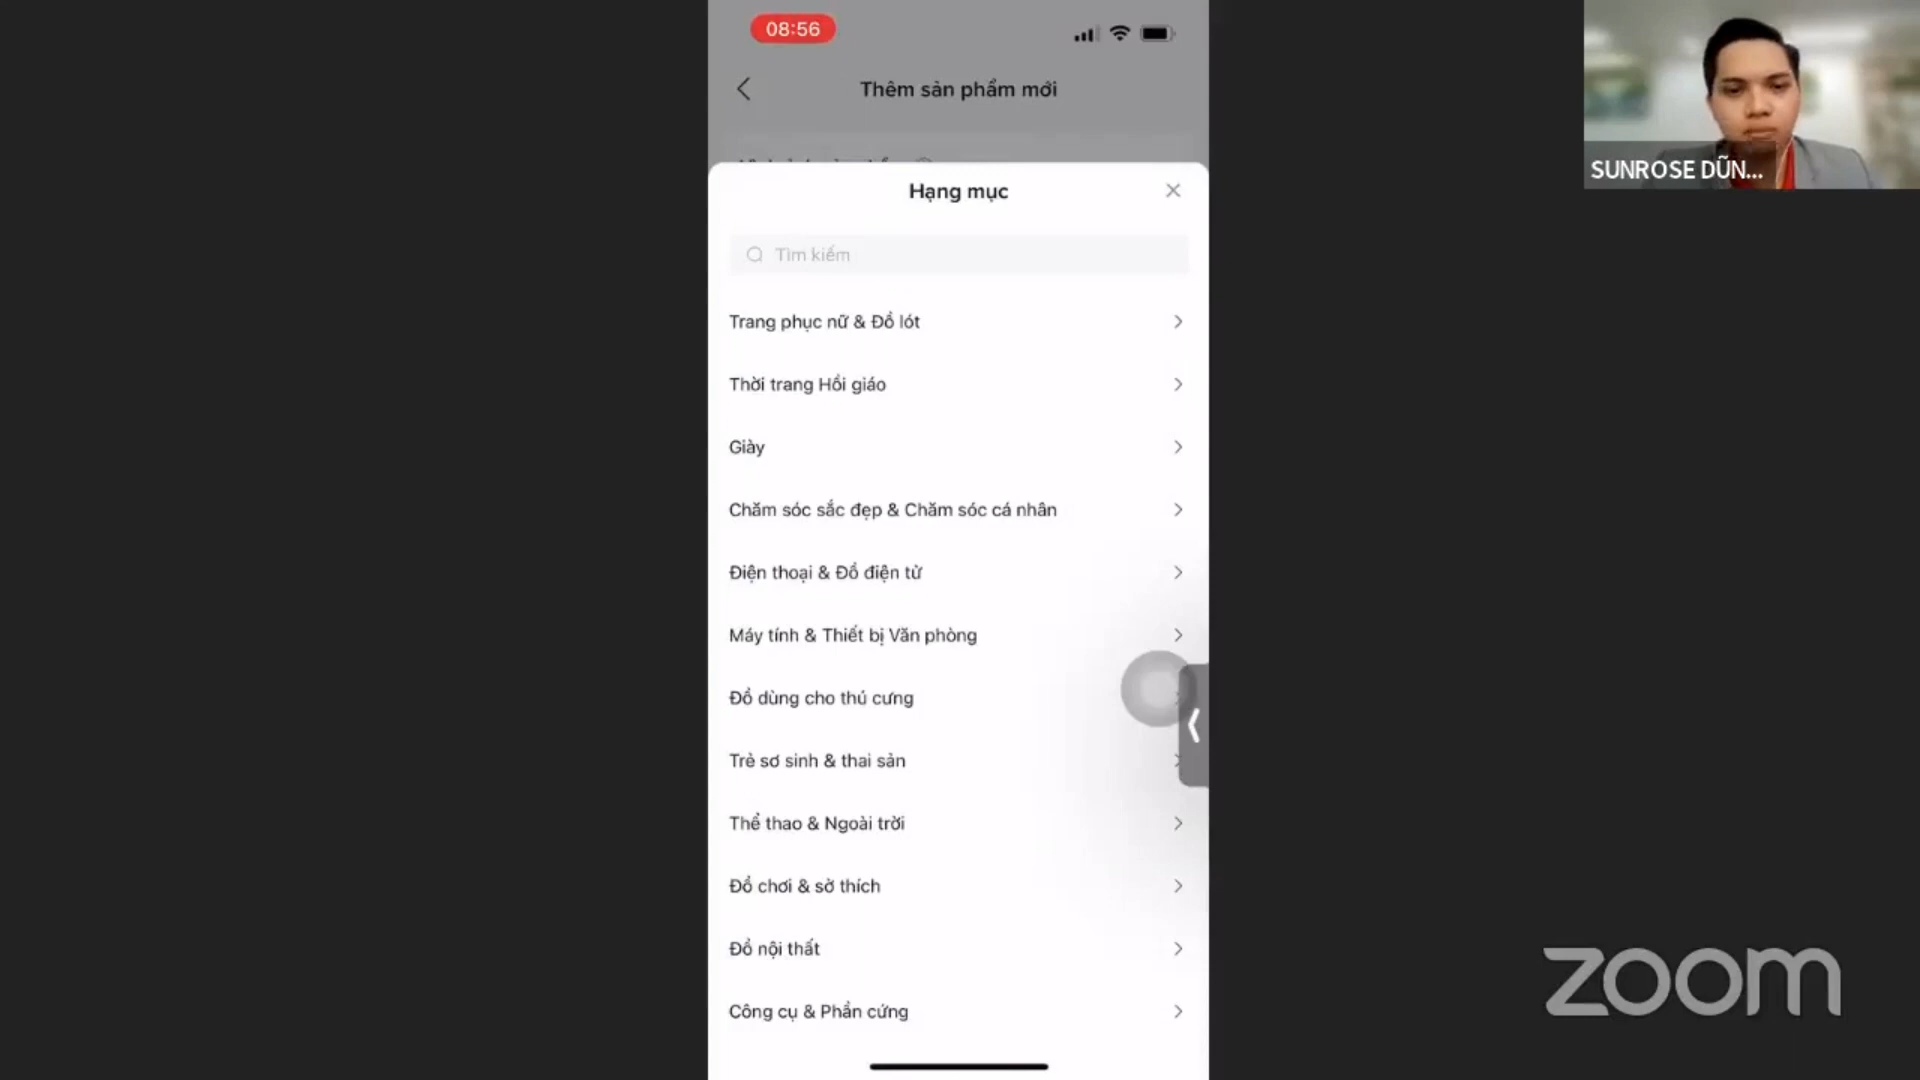 08:56
Thêm sản phẩm mới
SUNROSE DŨN...
Hạng mục
Tìm kiếm
Trang phục nữ & Đồ lót
Thời trang Hồi giáo
Giày
Chăm sóc sắc đẹp & Chăm sóc cá nhân
Điện thoại & Đồ điện tử
Máy tính & Thiết bị Văn phòng
Đồ dùng cho thú cưng
Trẻ sơ sinh & thai sản
Thể thao & Ngoài trời
Đồ chơi & sở thích
Đồ nội thất
Công cụ & Phần cứng
zoom